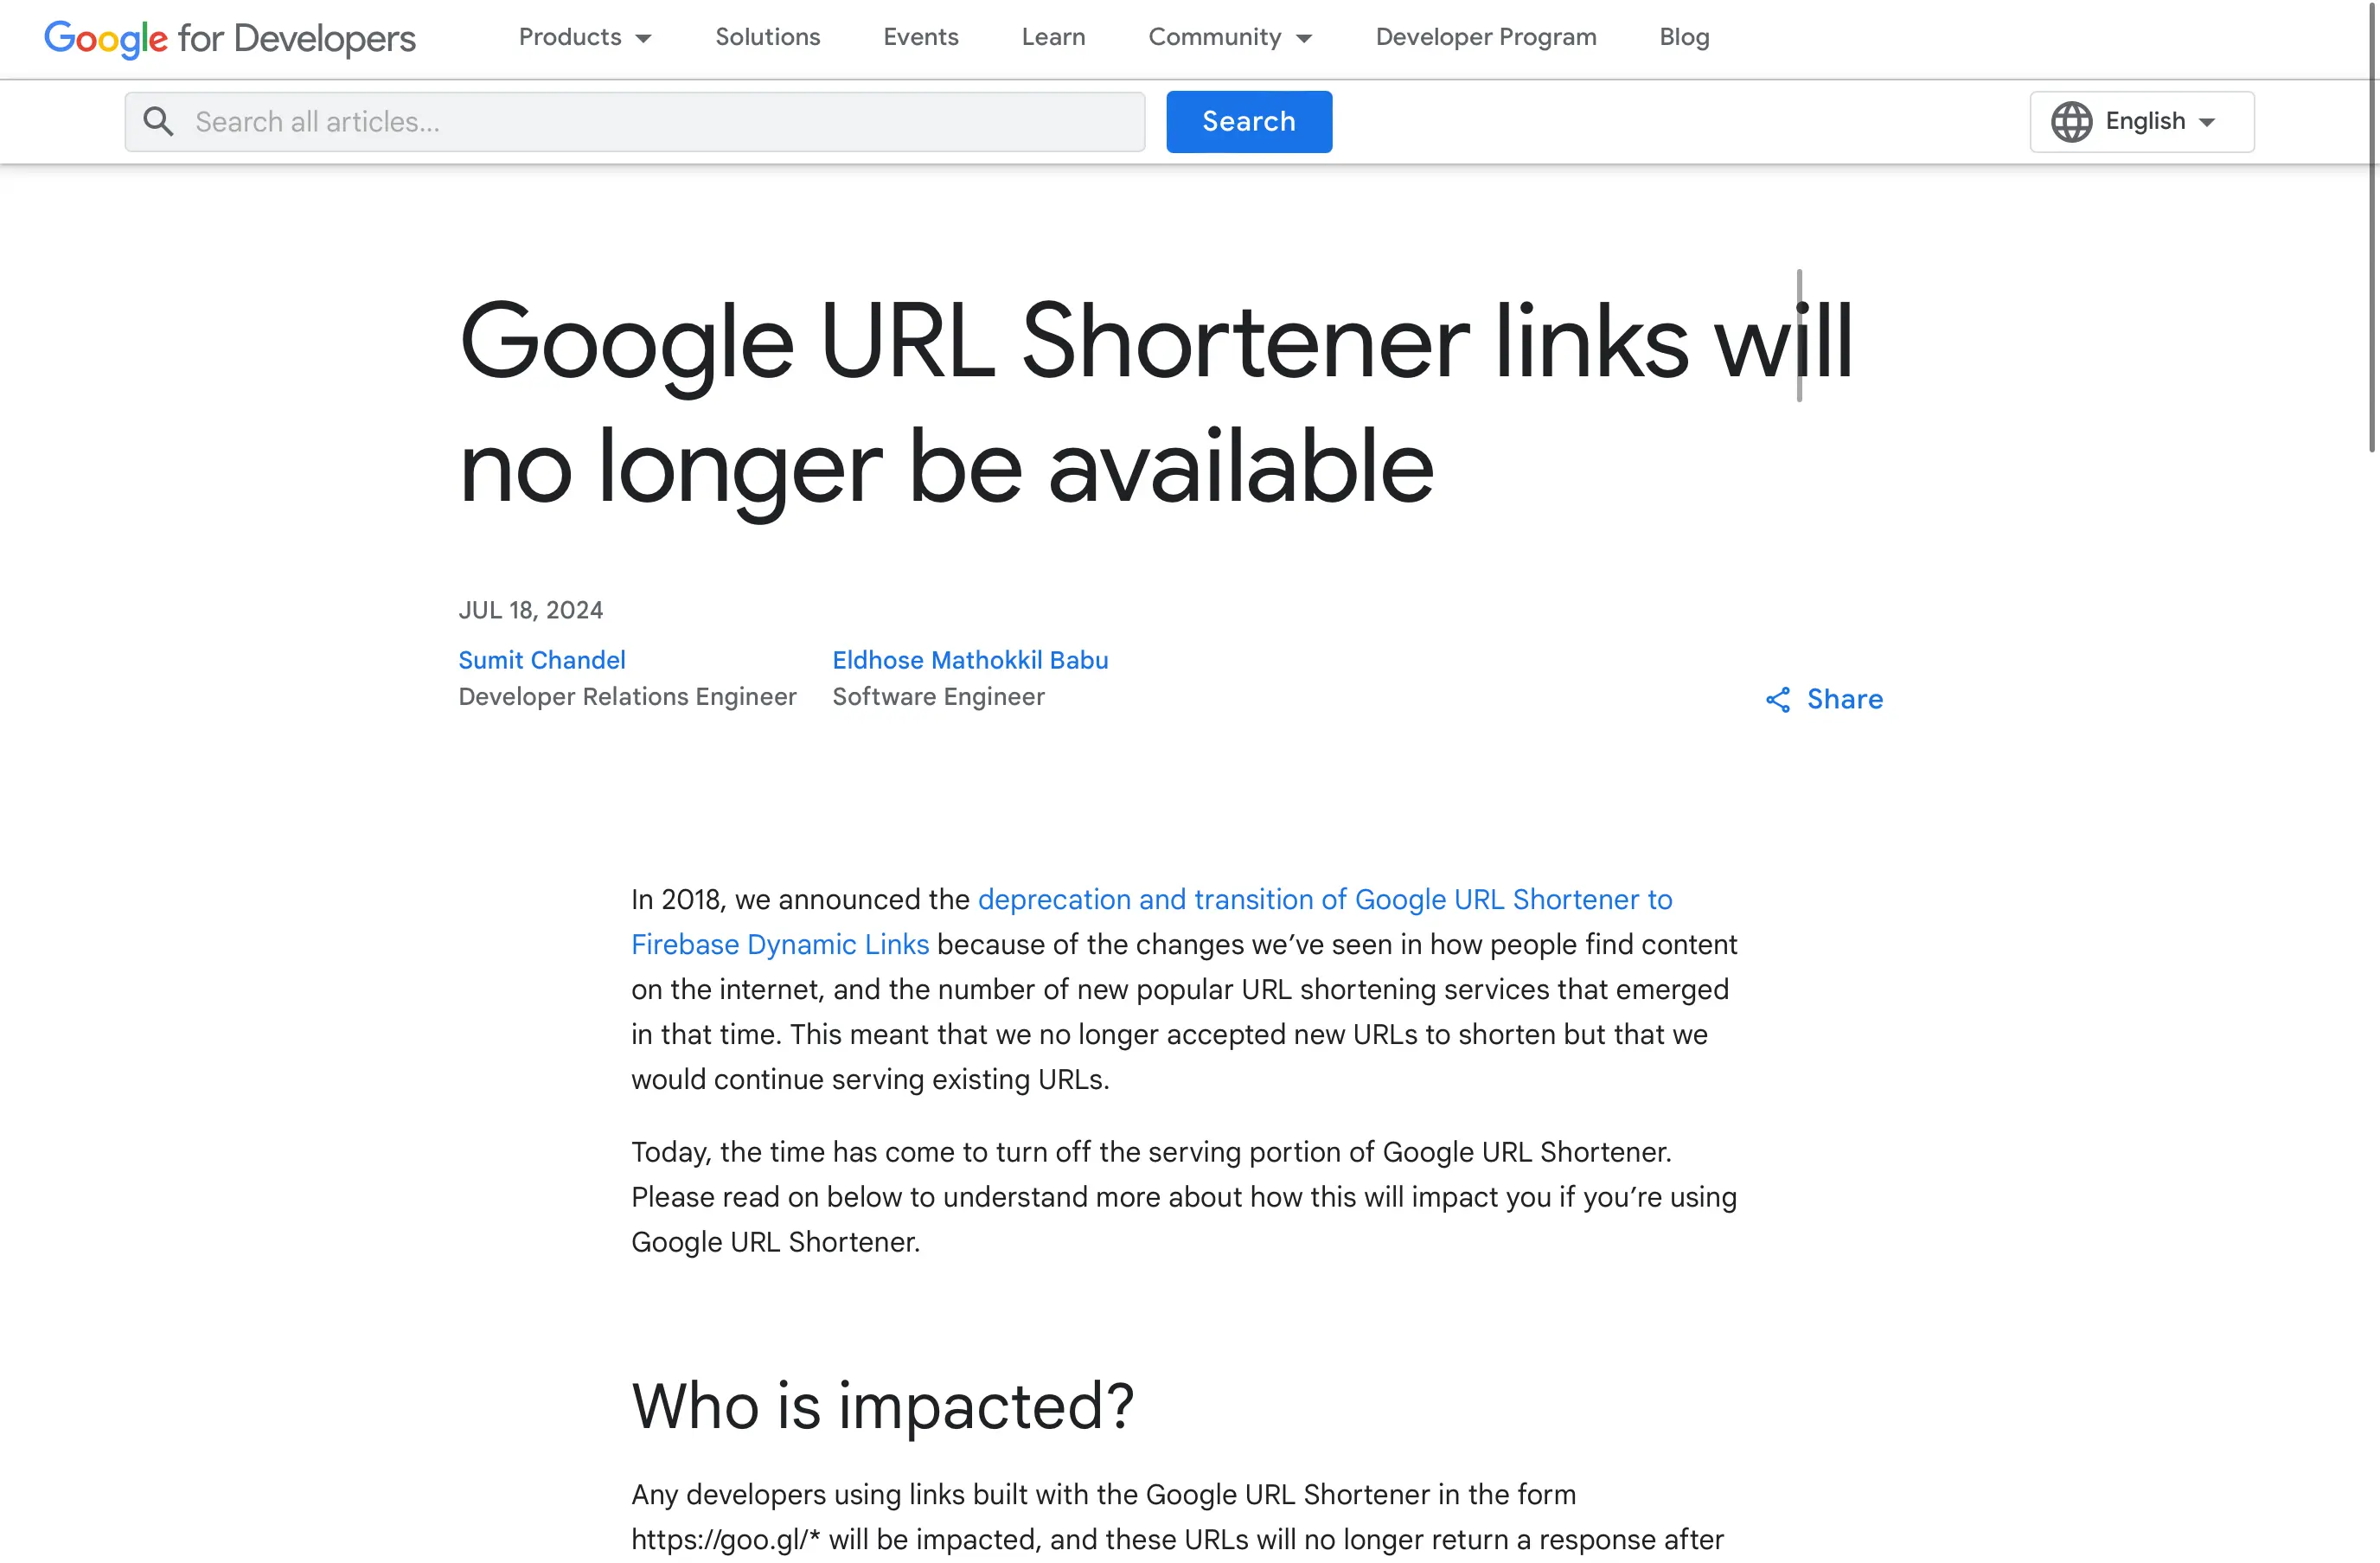 Google for Developers Products Solutions Events Learn Community Developer Program Blog
Search all articles... Search English
Google URL Shortener links will
no longer be available
JUL 18, 2024
Sumit Chandel Eldhose Mathokkil Babu
Developer Relations Engineer Software Engineer
Share
In 2018, we announced the deprecation and transition of Google URL Shortener to
Firebase Dynamic Links because of the changes we’ve seen in how people find content
on the internet, and the number of new popular URL shortening services that emerged
in that time. This meant that we no longer accepted new URLs to shorten but that we
would continue serving existing URLs.
Today, the time has come to turn off the serving portion of Google URL Shortener.
Please read on below to understand more about how this will impact you if you’re using
Google URL Shortener.
Who is impacted?
Any developers using links built with the Google URL Shortener in the form
https://goo.gl/* will be impacted, and these URLs will no longer return a response after